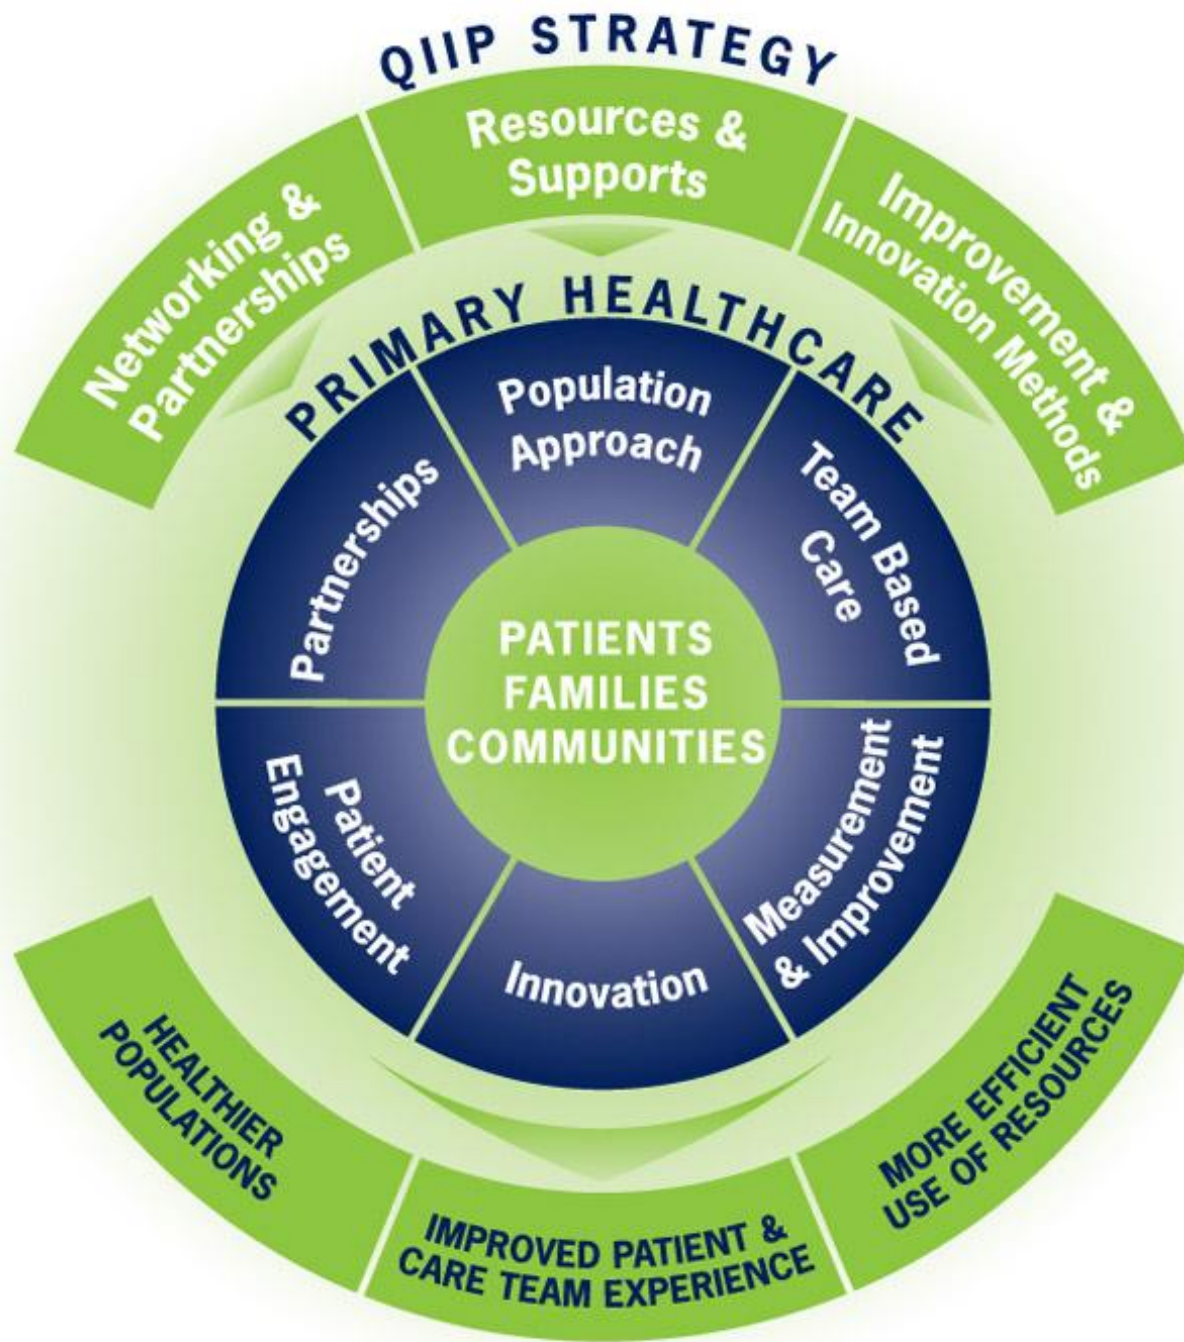 QIIP STRATEGY
Networking &
Partnerships
Resources &
Supports
Improvement &
Innovation Methods
PRIMARY HEALTHCARE
Partnerships
Population
Approach
Team Based
Care
PATIENTS
FAMILIES
COMMUNITIES
Patient
Engagement
Innovation
Measurement
& Improvement
HEALTHIER
POPULATIONS
IMPROVED PATIENT &
CARE TEAM EXPERIENCE
MORE EFFICIENT
USE OF RESOURCES